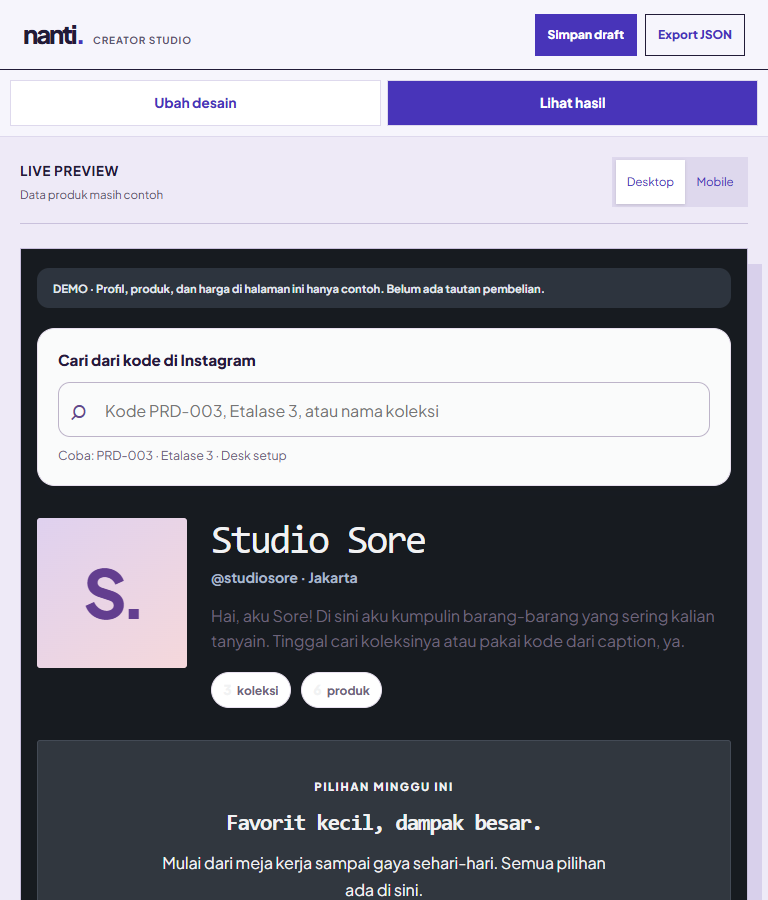 nanti. CREATOR STUDIO
Simpan draft
Export JSON
Ubah desain
Lihat hasil
LIVE PREVIEW
Data produk masih contoh
Desktop
Mobile
DEMO · Profil, produk, dan harga di halaman ini hanya contoh. Belum ada tautan pembelian.
Cari dari kode di Instagram
Kode PRD-003, Etalase 3, atau nama koleksi
Coba: PRD-003 · Etalase 3 · Desk setup
S.
Studio Sore
@studiosore · Jakarta
Hai, aku Sore! Di sini aku kumpulin barang-barang yang sering kalian
tanyain. Tinggal cari koleksinya atau pakai kode dari caption, ya.
3 koleksi
6 produk
PILIHAN MINGGU INI
Favorit kecil, dampak besar.
Mulai dari meja kerja sampai gaya sehari-hari. Semua pilihan
ada di sini.